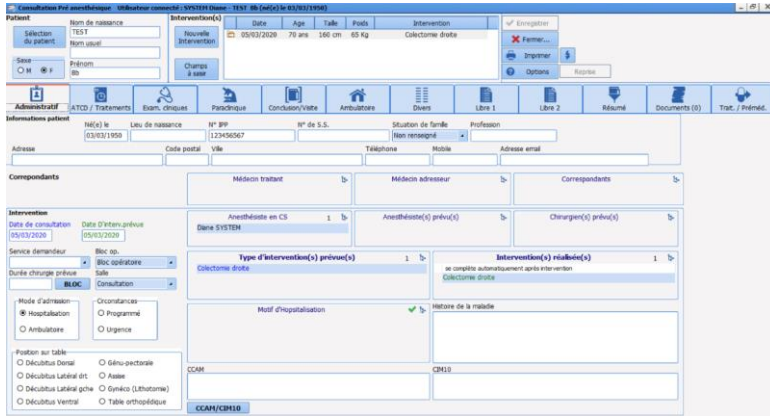 Consultation Pré anesthésique Utilisateur connecté : SYSTEM Diane - TEST Bb (né(e) le 03/03/1950)
Patient
Sélection du patient
Nom de naissance
TEST
Nom usuel
Sexe
M F
Prénom
Bb
Intervention(s)
Nouvelle Intervention
Champs à saisir
Date Age Taille Poids Intervention
05/03/2020 70 ans 160 cm 65 Kg Colectomie droite
Enregistrer
Fermer...
Imprimer $
Options Reprise
Administratif ATCD / Traitements Exam. cliniques Paraclinique Conclusion/Visite Ambulatoire Divers Libre 1 Libre 2 Résumé Documents (0) Trait. / Préméd.
Informations patient
Né(e) le Lieu de naissance N° IPP N° de S.S. Situation de famille Profession
03/03/1950 123456567 Non renseigné
Adresse Code postal Ville Téléphone Mobile Adresse email
Correpondants Médecin traitant Médecin adresseur Correspondants
Intervention
Date de consultation Date D'interv.prévue
05/03/2020 05/03/2020
Anesthésiste en CS 1 Anesthésiste(s) prévu(s) Chirurgien(s) prévu(s)
Diane SYSTEM
Service demandeur Bloc op.
Bloc opératoire
Durée chirurgie prévue Salle
BLOC Consultation
Type d'intervention(s) prévue(s) 1
Colectomie droite
Intervention(s) réalisée(s) 1
se complète automatiquement après intervention
Colectomie droite
Mode d'admission
Hospitalisation
Ambulatoire
Circonstances
Programmé
Urgence
Motif d'Hopsitalisation
Histoire de la maladie
Position sur table
Décubitus Dorsal Génu-pectorale
Décubitus Latéral drt Assise
Décubitus Latéral gche Gynéco (Lithotomie)
Décubitus Ventral Table orthopédique
CCAM CIM10
CCAM/CIM10